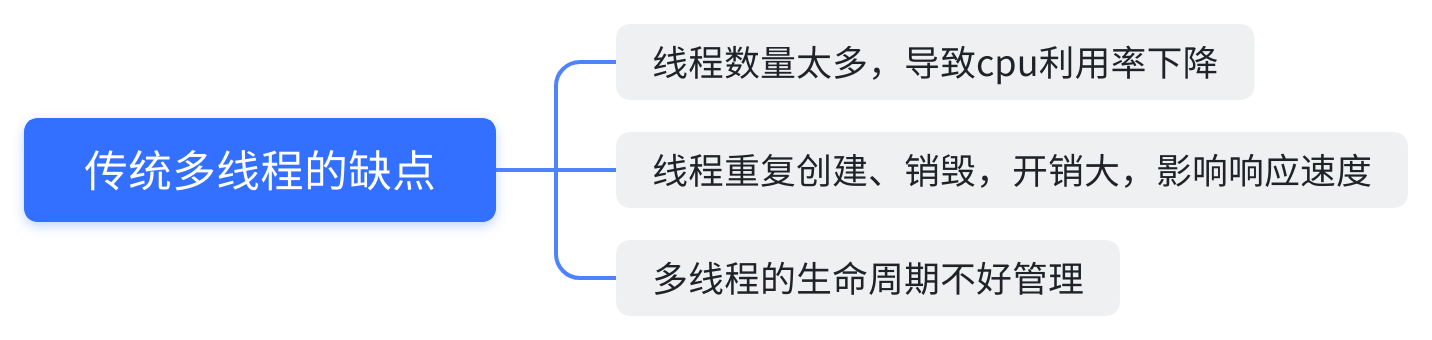 传统多线程的缺点
线程数量太多，导致cpu利用率下降
线程重复创建、销毁，开销大，影响响应速度
多线程的生命周期不好管理